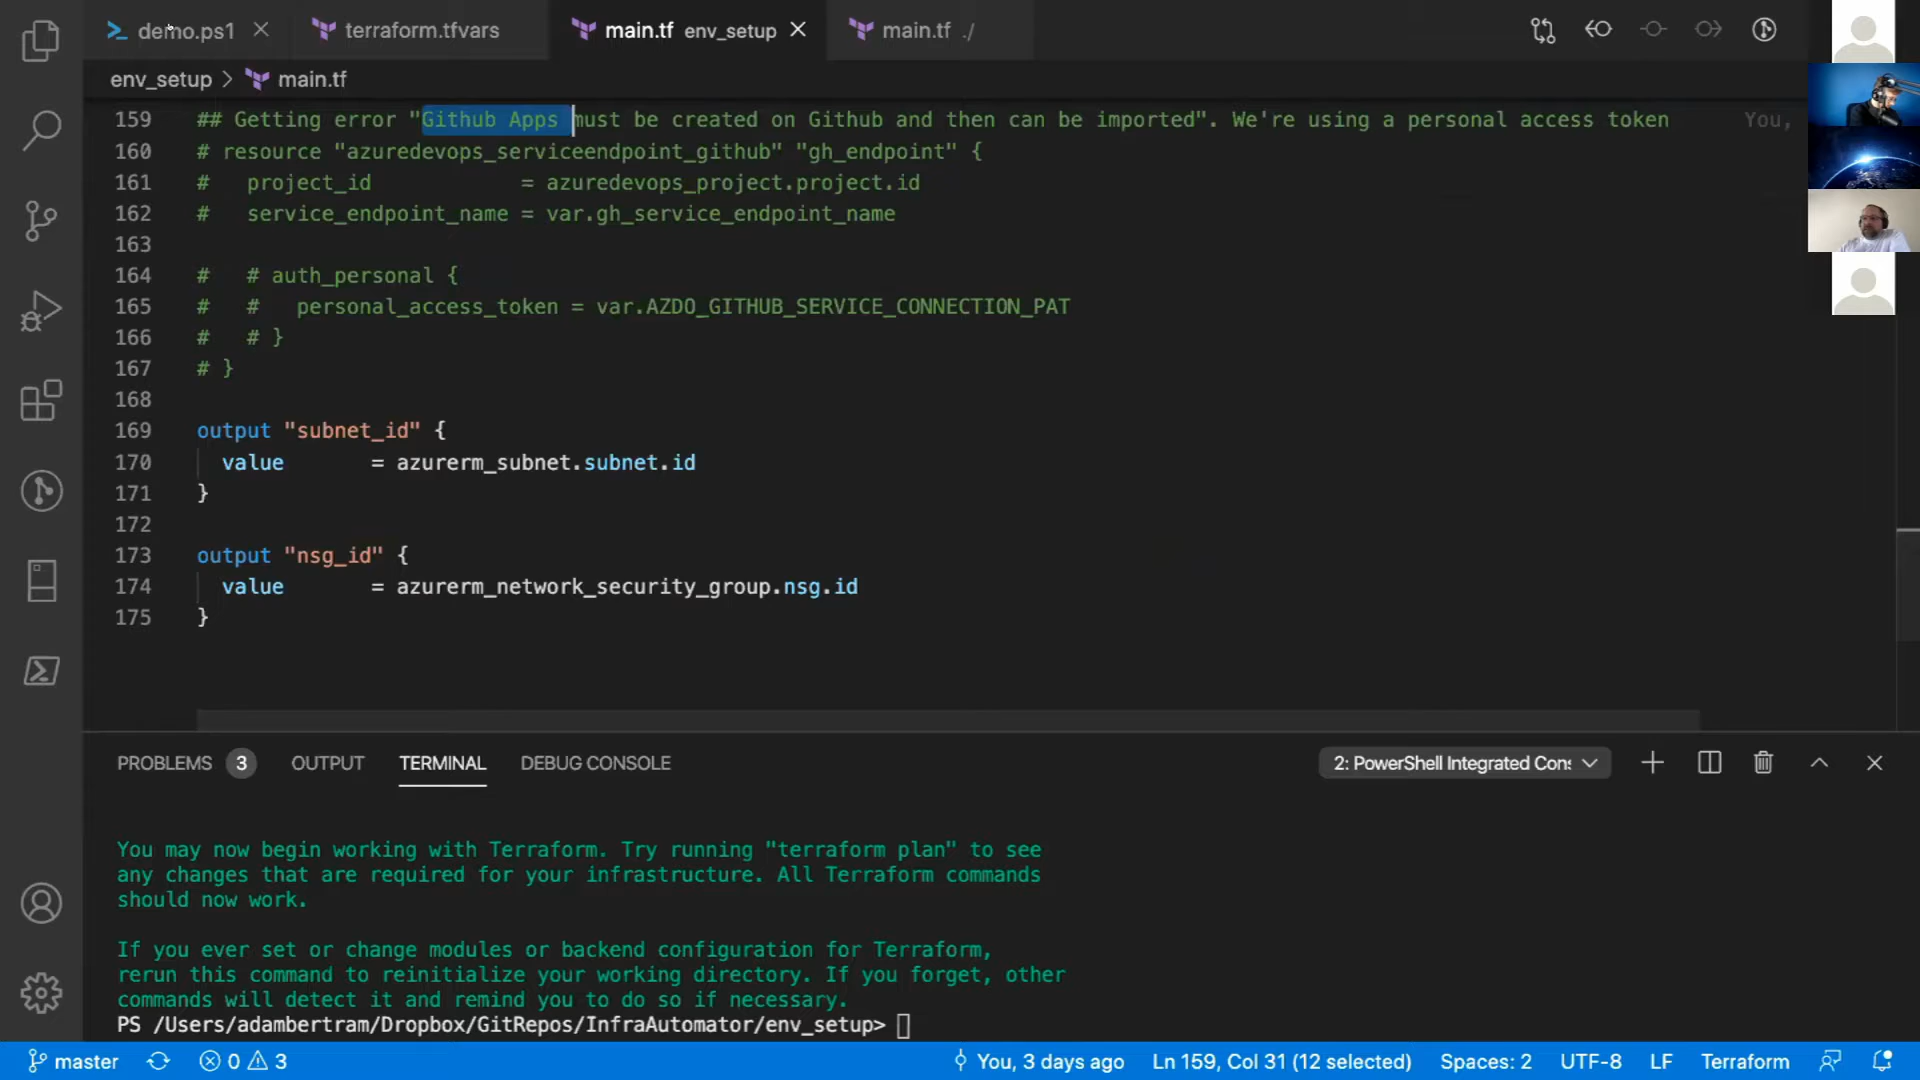 demo.ps1
terraform.tfvars
main.tf env_setup
main.tf ./
env_setup > main.tf
159 ## Getting error "Github Apps must be created on Github and then can be imported". We're using a personal access token You,
160 # resource "azuredevops_serviceendpoint_github" "gh_endpoint" {
161 #   project_id            = azuredevops_project.project.id
162 #   service_endpoint_name = var.gh_service_endpoint_name
163
164 #   # auth_personal {
165 #   #   personal_access_token = var.AZDO_GITHUB_SERVICE_CONNECTION_PAT
166 #   # }
167 # }
168
169 output "subnet_id" {
170   value       = azurerm_subnet.subnet.id
171 }
172
173 output "nsg_id" {
174   value       = azurerm_network_security_group.nsg.id
175 }
PROBLEMS 3 OUTPUT TERMINAL DEBUG CONSOLE 2: PowerShell Integrated Cons
You may now begin working with Terraform. Try running "terraform plan" to see
any changes that are required for your infrastructure. All Terraform commands
should now work.
If you ever set or change modules or backend configuration for Terraform,
rerun this command to reinitialize your working directory. If you forget, other
commands will detect it and remind you to do so if necessary.
PS /Users/adambertram/Dropbox/GitRepos/InfraAutomator/env_setup>
master 0 3 You, 3 days ago Ln 159, Col 31 (12 selected) Spaces: 2 UTF-8 LF Terraform